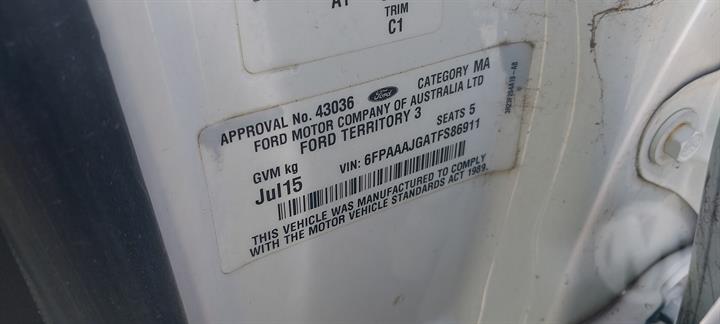 A1
TRIM
C1
APPROVAL No. 43036 Ford CATEGORY MA
FORD MOTOR COMPANY OF AUSTRALIA LTD
FORD TERRITORY 3 SEATS 5
GVM kg
Jul15 VIN: 6FPAAAJGATFS86911
THIS VEHICLE WAS MANUFACTURED TO COMPLY
WITH THE MOTOR VEHICLE STANDARDS ACT 1989.